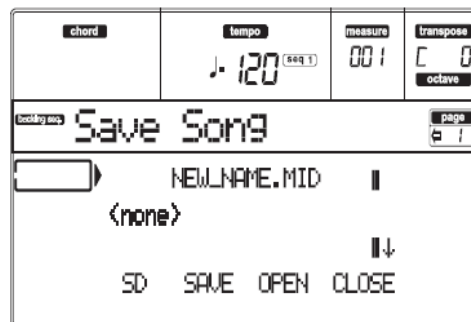 chord tempo measure transpose
♩= 120 seq 1 001 C 0
octave
backing seq. Save Song page
1
NEW_NAME.MID
<none>
SD SAVE OPEN CLOSE